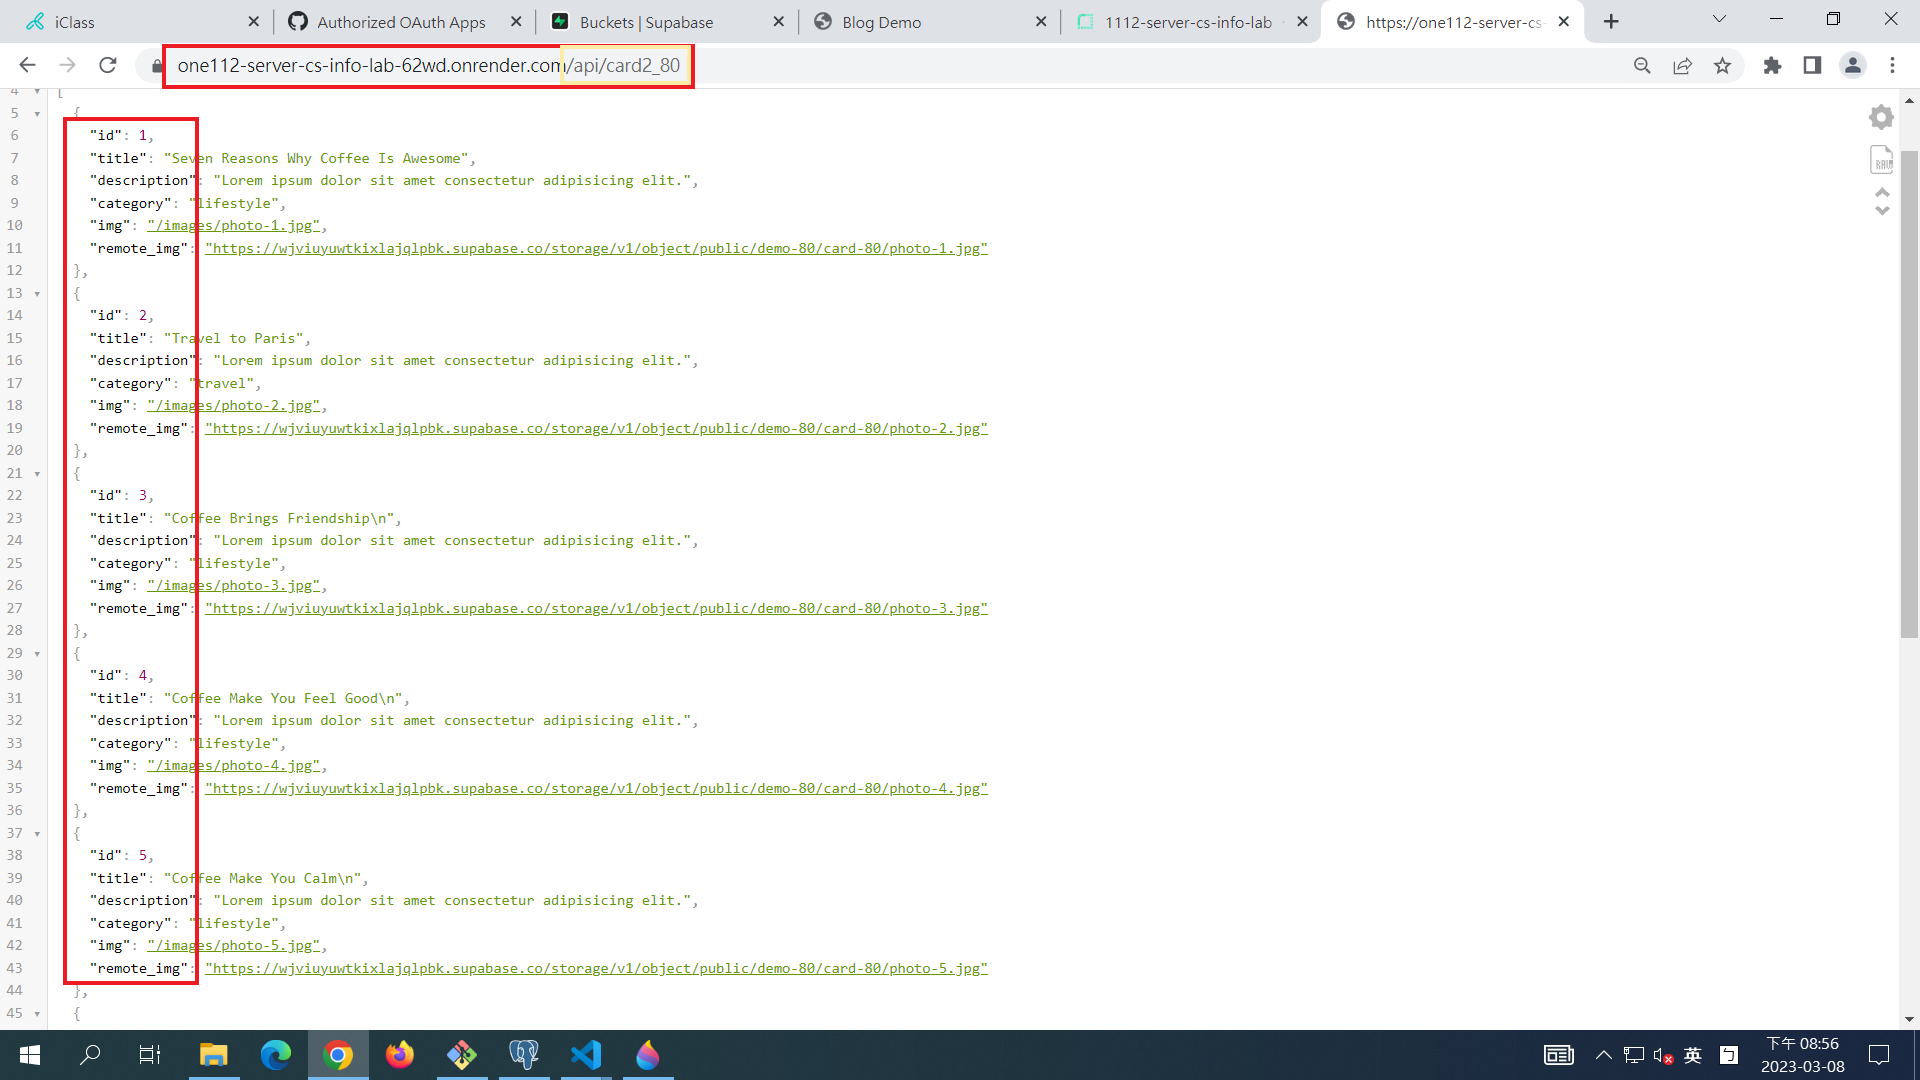 iClass
Authorized OAuth Apps
Buckets | Supabase
Blog Demo
1112-server-cs-info-lab
https://one112-server-cs-
one112-server-cs-info-lab-62wd.onrender.com/api/card2_80
4 [
5 {
6 "id": 1,
7 "title": "Seven Reasons Why Coffee Is Awesome",
8 "description": "Lorem ipsum dolor sit amet consectetur adipisicing elit.",
9 "category": "lifestyle",
10 "img": "/images/photo-1.jpg",
11 "remote_img": "https://wjviuyuwtkixlajqlpbk.supabase.co/storage/v1/object/public/demo-80/card-80/photo-1.jpg"
12 },
13 {
14 "id": 2,
15 "title": "Travel to Paris",
16 "description": "Lorem ipsum dolor sit amet consectetur adipisicing elit.",
17 "category": "travel",
18 "img": "/images/photo-2.jpg",
19 "remote_img": "https://wjviuyuwtkixlajqlpbk.supabase.co/storage/v1/object/public/demo-80/card-80/photo-2.jpg"
20 },
21 {
22 "id": 3,
23 "title": "Coffee Brings Friendship\n",
24 "description": "Lorem ipsum dolor sit amet consectetur adipisicing elit.",
25 "category": "lifestyle",
26 "img": "/images/photo-3.jpg",
27 "remote_img": "https://wjviuyuwtkixlajqlpbk.supabase.co/storage/v1/object/public/demo-80/card-80/photo-3.jpg"
28 },
29 {
30 "id": 4,
31 "title": "Coffee Make You Feel Good\n",
32 "description": "Lorem ipsum dolor sit amet consectetur adipisicing elit.",
33 "category": "lifestyle",
34 "img": "/images/photo-4.jpg",
35 "remote_img": "https://wjviuyuwtkixlajqlpbk.supabase.co/storage/v1/object/public/demo-80/card-80/photo-4.jpg"
36 },
37 {
38 "id": 5,
39 "title": "Coffee Make You Calm\n",
40 "description": "Lorem ipsum dolor sit amet consectetur adipisicing elit.",
41 "category": "lifestyle",
42 "img": "/images/photo-5.jpg",
43 "remote_img": "https://wjviuyuwtkixlajqlpbk.supabase.co/storage/v1/object/public/demo-80/card-80/photo-5.jpg"
44 },
45 {
RAW
英
ㄅ
下午 08:56
2023-03-08